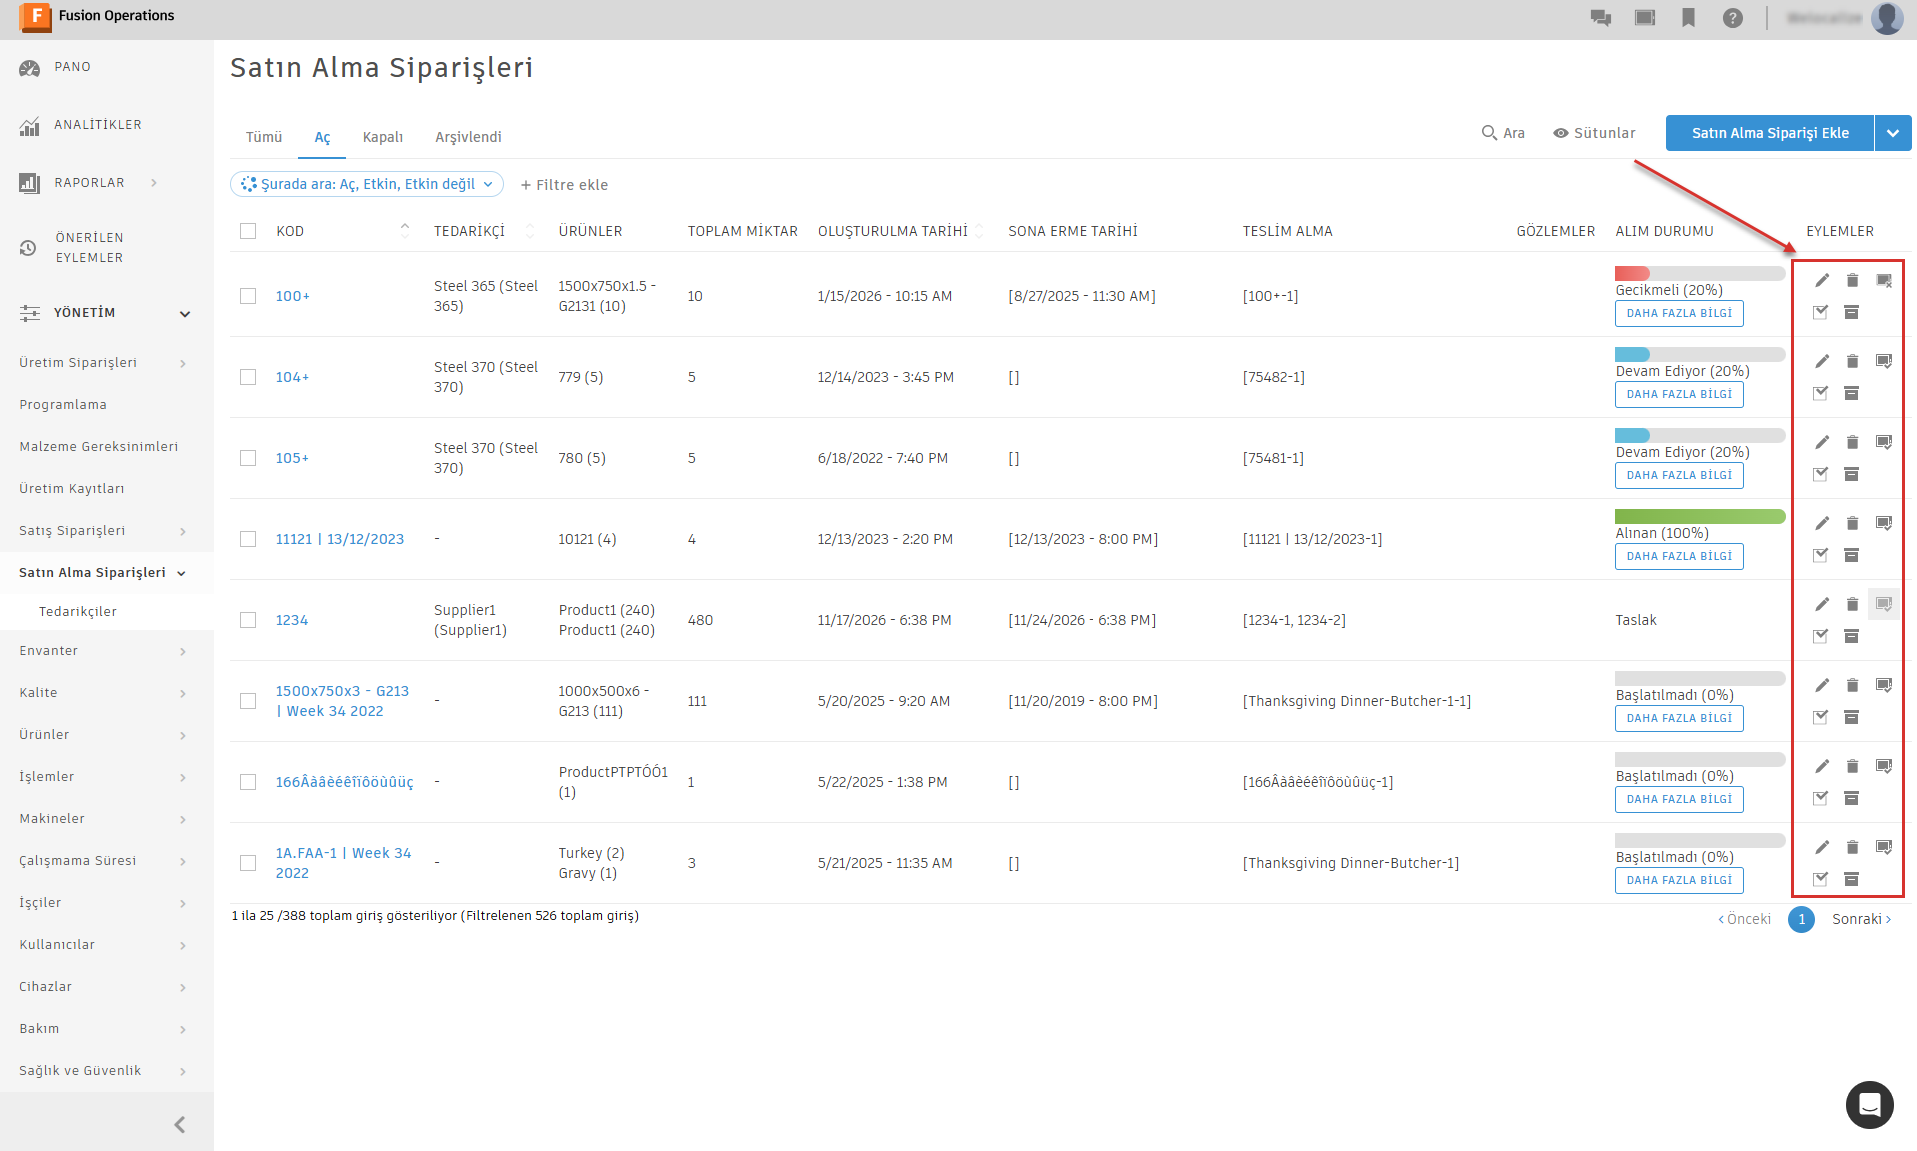 Fusion Operations
PANO
ANALİTİKLER
RAPORLAR
ÖNERİLEN
EYLEMLER
YÖNETİM
Üretim Siparişleri
Programlama
Malzeme Gereksinimleri
Üretim Kayıtları
Satış Siparişleri
Satın Alma Siparişleri
Tedarikçiler
Envanter
Kalite
Ürünler
İşlemler
Makineler
Çalışmama Süresi
İşçiler
Kullanıcılar
Cihazlar
Bakım
Sağlık ve Güvenlik
Satın Alma Siparişleri
Tümü Aç Kapalı Arşivlendi
Ara Sütunlar Satın Alma Siparişi Ekle
Şurada ara: Aç, Etkin, Etkin değil + Filtre ekle
KOD TEDARİKÇİ ÜRÜNLER TOPLAM MİKTAR OLUŞTURULMA TARİHİ SONA ERME TARİHİ TESLİM ALMA GÖZLEMLER ALIM DURUMU EYLEMLER
100+ Steel 365 (Steel 365) 1500x750x1.5 - G2131 (10) 10 1/15/2026 - 10:15 AM [8/27/2025 - 11:30 AM] [100+-1] Gecikmeli (20%)
DAHA FAZLA BİLGİ
104+ Steel 370 (Steel 370) 779 (5) 5 12/14/2023 - 3:45 PM [] [75482-1] Devam Ediyor (20%)
DAHA FAZLA BİLGİ
105+ Steel 370 (Steel 370) 780 (5) 5 6/18/2022 - 7:40 PM [] [75481-1] Devam Ediyor (20%)
DAHA FAZLA BİLGİ
11121 | 13/12/2023 - 10121 (4) 4 12/13/2023 - 2:20 PM [12/13/2023 - 8:00 PM] [11121 | 13/12/2023-1] Alınan (100%)
DAHA FAZLA BİLGİ
1234 Supplier1 (Supplier1) Product1 (240) Product1 (240) 480 11/17/2026 - 6:38 PM [11/24/2026 - 6:38 PM] [1234-1, 1234-2] Taslak
1500x750x3 - G213 | Week 34 2022 - 1000x500x6 - G213 (111) 111 5/20/2025 - 9:20 AM [11/20/2019 - 8:00 PM] [Thanksgiving Dinner-Butcher-1-1] Başlatılmadı (0%)
DAHA FAZLA BİLGİ
166Âàâèéêîïôöùûüç - ProductPTPTÓÓ1 (1) 1 5/22/2025 - 1:38 PM [] [166Âàâèéêîïôöùûüç-1] Başlatılmadı (0%)
DAHA FAZLA BİLGİ
1A.FAA-1 | Week 34 2022 - Turkey (2) Gravy (1) 3 5/21/2025 - 11:35 AM [] [Thanksgiving Dinner-Butcher-1] Başlatılmadı (0%)
DAHA FAZLA BİLGİ
1 ila 25 /388 toplam giriş gösteriliyor (Filtrelenen 526 toplam giriş)
Önceki 1 Sonraki